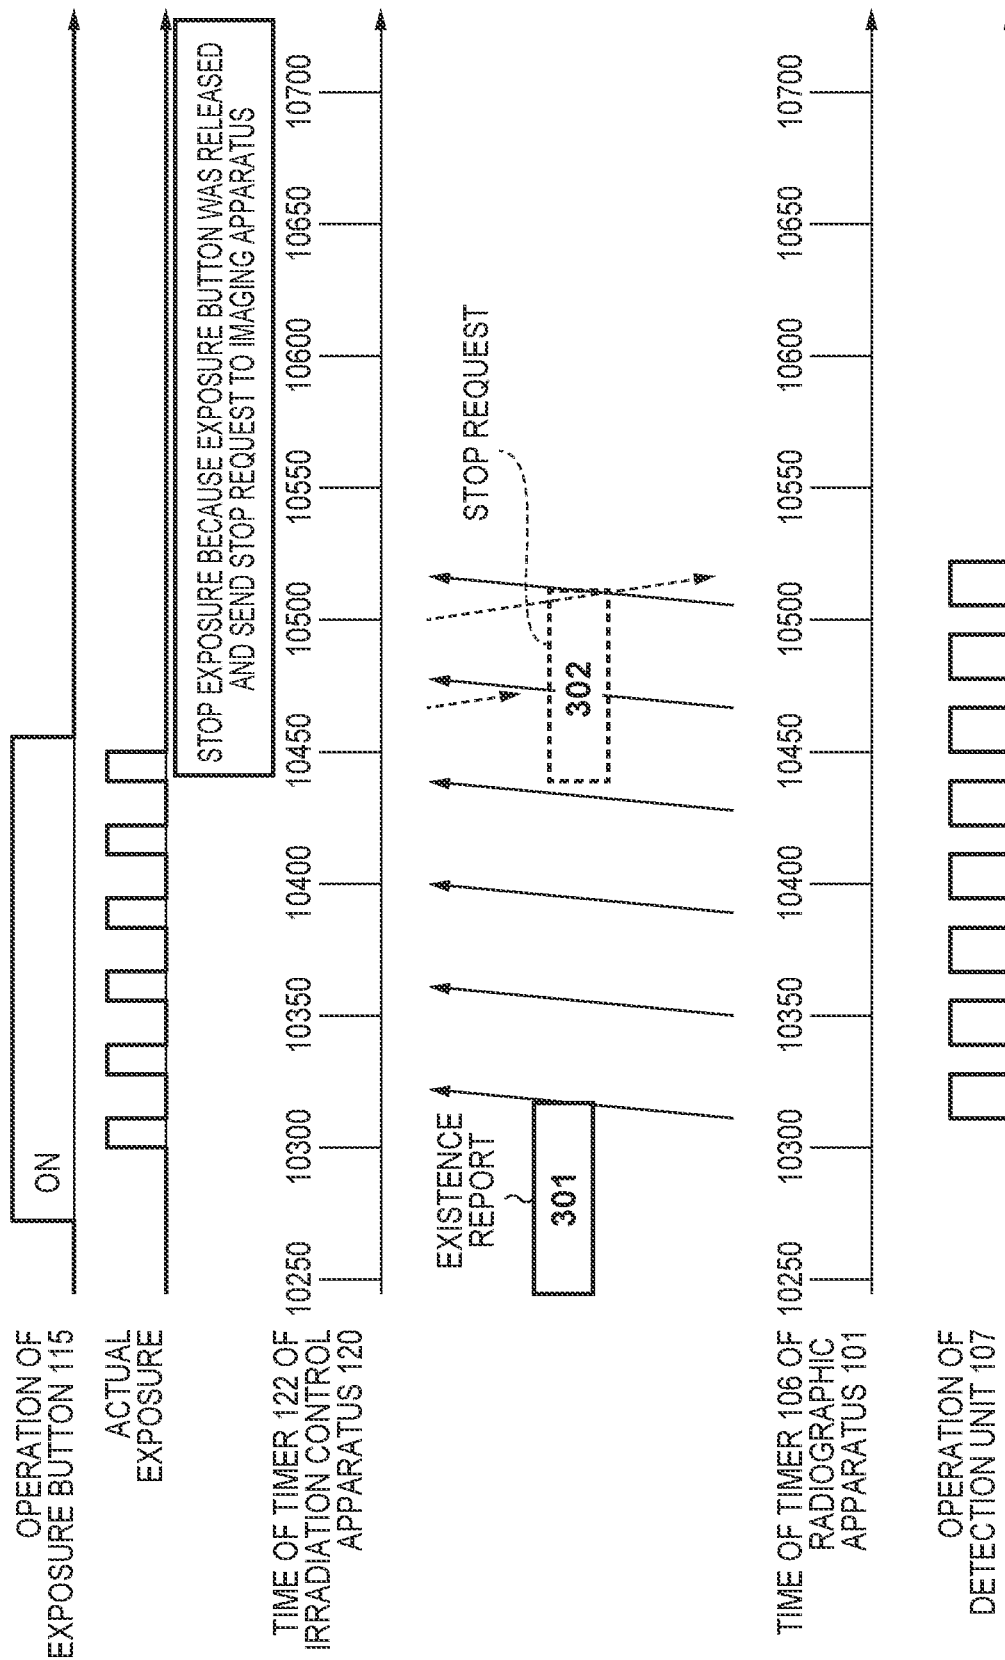 OPERATION OF
EXPOSURE BUTTON 115
ON
ACTUAL
EXPOSURE
STOP EXPOSURE BECAUSE EXPOSURE BUTTON WAS RELEASED
AND SEND STOP REQUEST TO IMAGING APPARATUS
TIME OF TIMER 122 OF
IRRADIATION CONTROL
APPARATUS 120
10250
10300
10350
10400
10450
10500
10550
10600
10650
10700
EXISTENCE
REPORT
301
STOP REQUEST
302
TIME OF TIMER 106 OF
RADIOGRAPHIC
APPARATUS 101
10250
10300
10350
10400
10450
10500
10550
10600
10650
10700
OPERATION OF
DETECTION UNIT 107